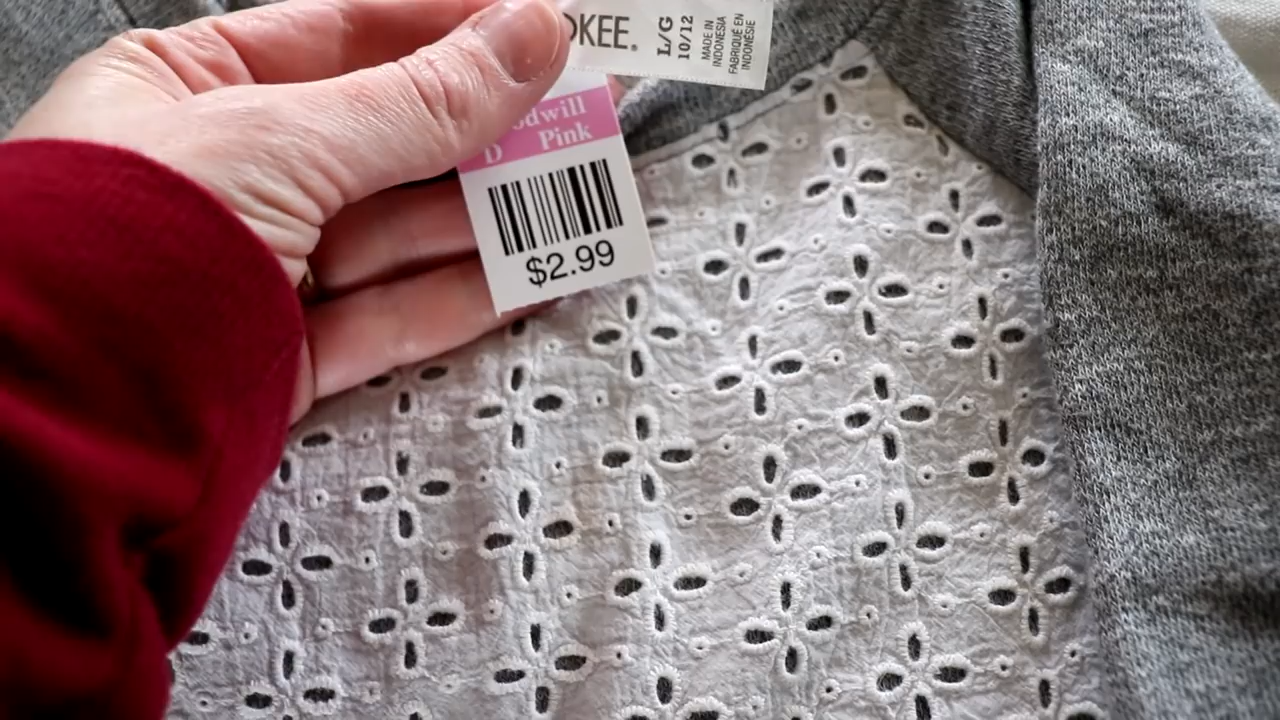 OKEE.
L/G
10/12
MADE IN
INDONESIA
FABRIQUÉ EN
INDONÉSIE
odwill
D Pink
$2.99